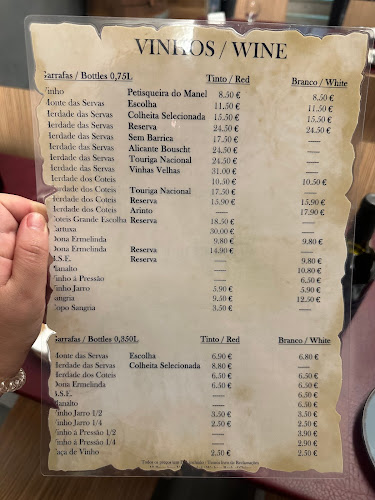 VINHOS / WINE
Garrafas / Bottles 0,75L Tinto / Red Branco / White
Vinho Petisqueira do Manel 8.50 € 8.50 €
Monte das Servas Escolha 11.50 € 11.50 €
Herdade das Servas Colheita Selecionada 15.50 € 15.50 €
Herdade das Servas Reserva 24.50 € 24.50 €
Herdade das Servas Sem Barrica 17.50 € —
Herdade das Servas Alicante Bouscht 24.50 € —
Herdade das Servas Touriga Nacional 24.50 € —
Herdade das Servas Vinhas Velhas 31.00 € —
Herdade dos Coteis 10.50 € 10.50 €
Herdade dos Coteis Touriga Nacional 17.50 € —
Herdade dos Coteis Reserva 15.90 € 15.90 €
Herdade dos Coteis Arinto — 17.90 €
Coteis Grande Escolha Reserva 18.50 € —
Cartuxa 30.00 € —
Dona Ermelinda 9.80 € 9.80 €
Dona Ermelinda Reserva 14.90 € —
B.S.E. Reserva — 9.80 €
Planalto — 10.80 €
Vinho à Pressão — 6.50 €
Vinho Jarro 5.90 € 5.90 €
Sangria 9.50 € 12.50 €
Copo Sangria 3.50 € —
Garrafas / Bottles 0,350L Tinto / Red Branco / White
Monte das Servas Escolha 6.90 € 6.80 €
Herdade das Servas Colheita Selecionada 8.80 € —
Herdade dos Coteis 6.50 € 6.50 €
Dona Ermelinda 6.50 € 6.50 €
B.S.E. — 6.50 €
Planalto — 6.50 €
Vinho Jarro 1/2 3.50 € 3.50 €
Vinho Jarro 1/4 2.50 € 2.50 €
Vinho à Pressão 1/2 — 3.90 €
Vinho à Pressão 1/4 — 2.90 €
Taça de Vinho 2.50 € 2.50 €